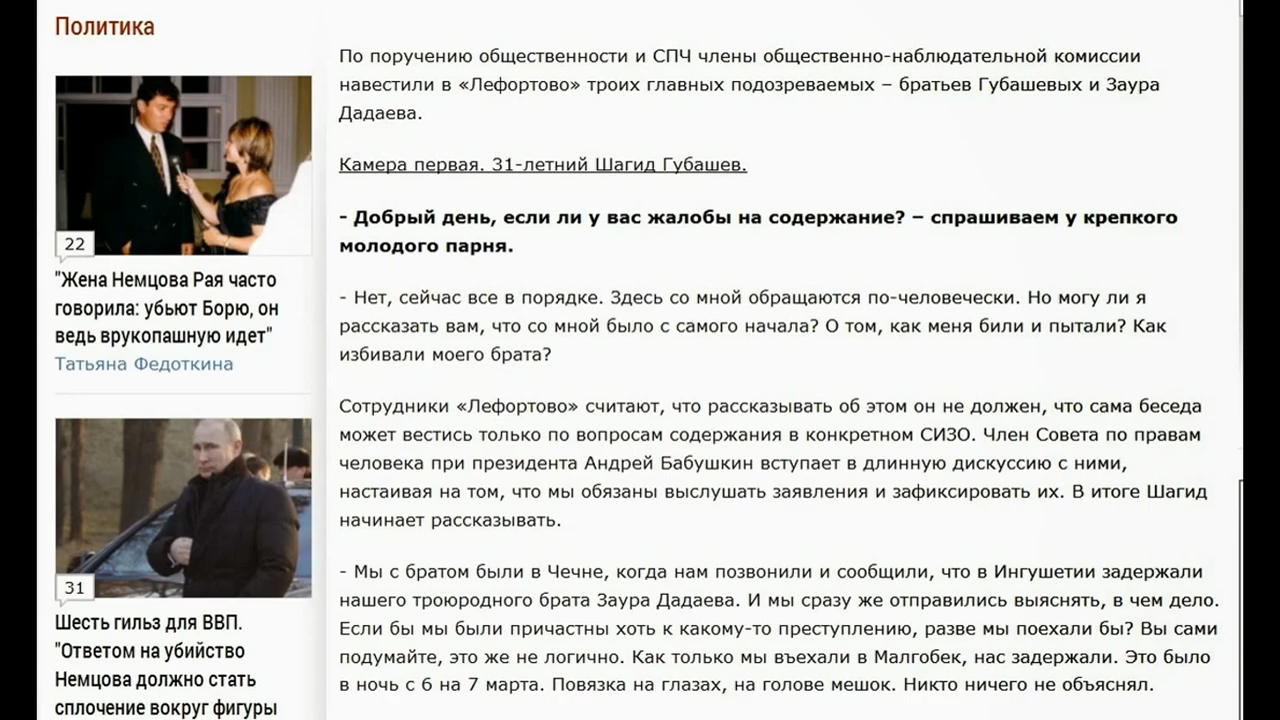 Политика
22
"Жена Немцова Рая часто
говорила: убьют Борю, он
ведь врукопашную идет"
Татьяна Федоткина
31
Шесть гильз для ВВП.
"Ответом на убийство
Немцова должно стать
сплочение вокруг фигуры
По поручению общественности и СПЧ члены общественно-наблюдательной комиссии
навестили в «Лефортово» троих главных подозреваемых – братьев Губашевых и Заура
Дадаева.
Камера первая. 31-летний Шагид Губашев.
- Добрый день, если ли у вас жалобы на содержание? – спрашиваем у крепкого
молодого парня.
- Нет, сейчас все в порядке. Здесь со мной обращаются по-человечески. Но могу ли я
рассказать вам, что со мной было с самого начала? О том, как меня били и пытали? Как
избивали моего брата?
Сотрудники «Лефортово» считают, что рассказывать об этом он не должен, что сама беседа
может вестись только по вопросам содержания в конкретном СИЗО. Член Совета по правам
человека при президента Андрей Бабушкин вступает в длинную дискуссию с ними,
настаивая на том, что мы обязаны выслушать заявления и зафиксировать их. В итоге Шагид
начинает рассказывать.
- Мы с братом были в Чечне, когда нам позвонили и сообщили, что в Ингушетии задержали
нашего троюродного брата Заура Дадаева. И мы сразу же отправились выяснять, в чем дело.
Если бы мы были причастны хоть к какому-то преступлению, разве мы поехали бы? Вы сами
подумайте, это же не логично. Как только мы въехали в Малгобек, нас задержали. Это было
в ночь с 6 на 7 марта. Повязка на глазах, на голове мешок. Никто ничего не объяснял.